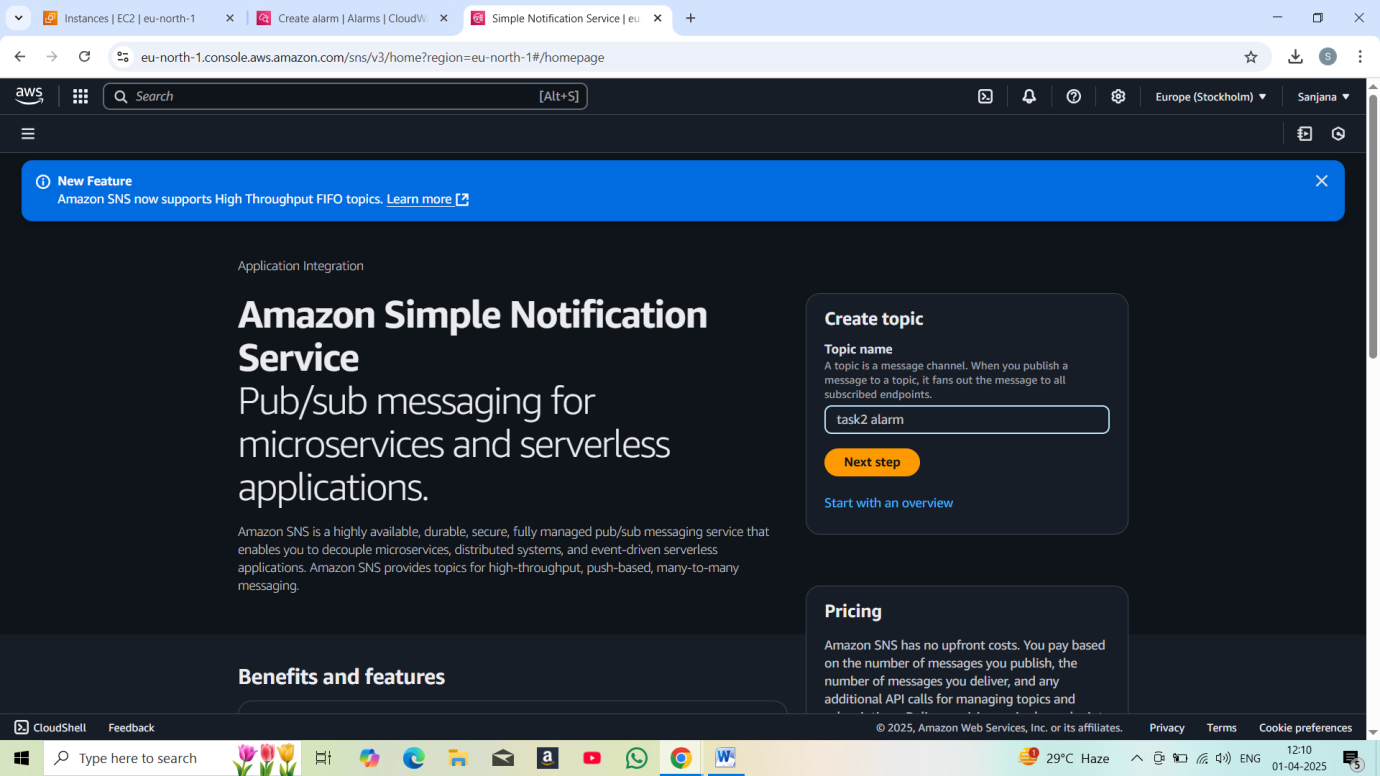 Instances | EC2 | eu-north-1
Create alarm | Alarms | CloudW
Simple Notification Service | eu-
eu-north-1.console.aws.amazon.com/sns/v3/home?region=eu-north-1#/homepage
S
aws
Search
[Alt+S]
Europe (Stockholm)
Sanjana
New Feature
Amazon SNS now supports High Throughput FIFO topics. Learn more
Application Integration
Amazon Simple Notification
Service
Pub/sub messaging for
microservices and serverless
applications.
Amazon SNS is a highly available, durable, secure, fully managed pub/sub messaging service that
enables you to decouple microservices, distributed systems, and event-driven serverless
applications. Amazon SNS provides topics for high-throughput, push-based, many-to-many
messaging.
Create topic
Topic name
A topic is a message channel. When you publish a
message to a topic, it fans out the message to all
subscribed endpoints.
task2 alarm
Next step
Start with an overview
Pricing
Amazon SNS has no upfront costs. You pay based
on the number of messages you publish, the
number of messages you deliver, and any
additional API calls for managing topics and
Benefits and features
CloudShell
Feedback
© 2025, Amazon Web Services, Inc. or its affiliates.
Privacy
Terms
Cookie preferences
Type here to search
1
29°C Haze
ENG
12:10
01-04-2025
5